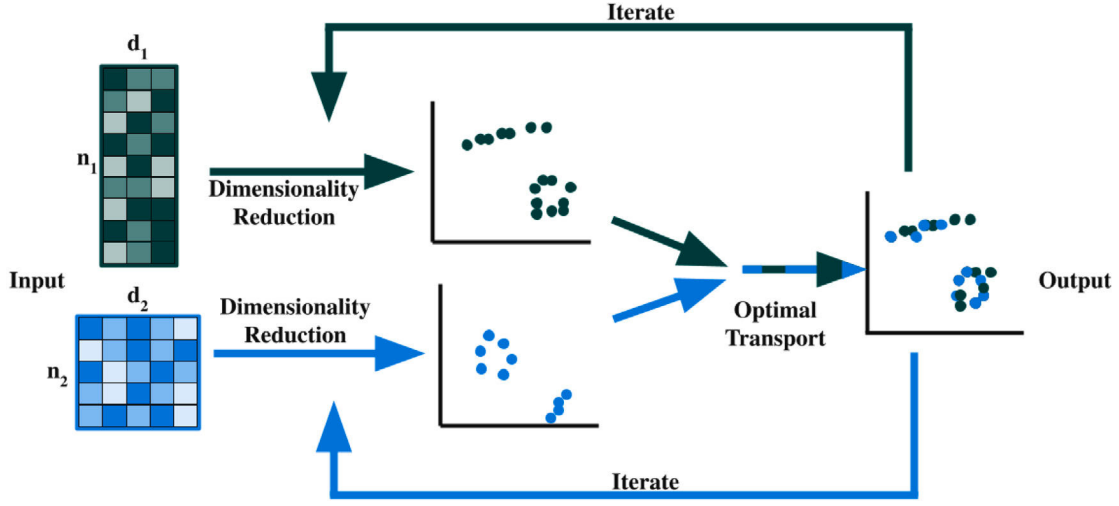 Iterate
d1
n1
Dimensionality
Reduction
Input
d2
Dimensionality
Reduction
n2
Optimal
Transport
Output
Iterate